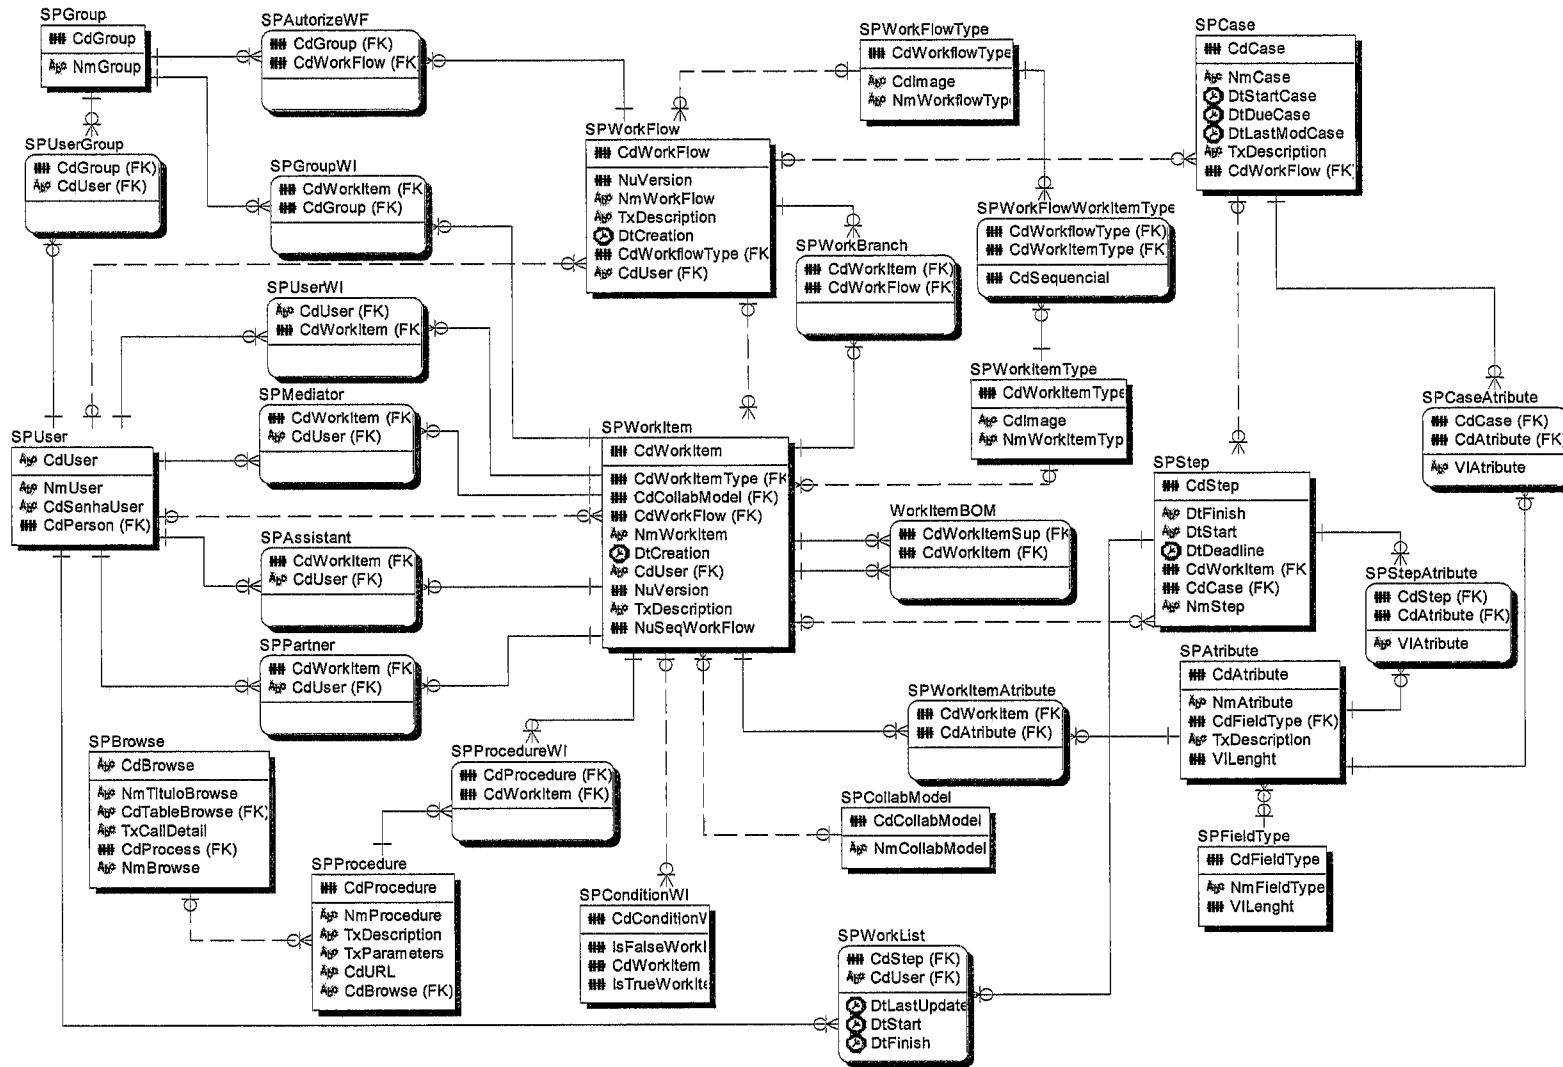 SPGroup
CdGroup
NmGroup
SPAutorizeWF
CdGroup (FK)
CdWorkFlow (FK)
SPWorkFlowType
CdWorkflowType
CdImage
NmWorkflowTyp
SPCase
CdCase
NmCase
DtStartCase
DtDueCase
DtLastModCase
TxDescription
CdWorkFlow (FK)
SPUserGroup
CdGroup (FK)
CdUser (FK)
SPGroupWI
CdWorkItem (FK)
CdGroup (FK)
SPWorkFlow
CdWorkFlow
NuVersion
NmWorkFlow
TxDescription
DtCreation
CdWorkflowType (FK)
CdUser (FK)
SPWorkBranch
CdWorkItem (FK)
CdWorkFlow (FK)
SPWorkFlowWorkItemType
CdWorkflowType (FK)
CdWorkItemType (FK)
CdSequencial
SPUserWI
CdUser (FK)
CdWorkItem (FK)
SPMediator
CdWorkItem (FK)
CdUser (FK)
SPWorkItemType
CdWorkItemType
CdImage
NmWorkItemTyp
SPCaseAtribute
CdCase (FK)
CdAtribute (FK)
VlAtribute
SPUser
CdUser
NmUser
CdSenhaUser
CdPerson (FK)
SPWorkItem
CdWorkItem
CdWorkItemType (FK)
CdCollabModel (FK)
CdWorkFlow (FK)
NmWorkItem
DtCreation
CdUser (FK)
NuVersion
TxDescription
NuSeqWorkFlow
WorkItemBOM
CdWorkItemSup (FK)
CdWorkItem (FK)
SPStep
CdStep
DtFinish
DtStart
DtDeadline
CdWorkItem (FK)
CdCase (FK)
NmStep
SPAssistant
CdWorkItem (FK)
CdUser (FK)
SPStepAtribute
CdStep (FK)
CdAtribute (FK)
VlAtribute
SPPartner
CdWorkItem (FK)
CdUser (FK)
SPWorkItemAtribute
CdWorkItem (FK)
CdAtribute (FK)
SPAtribute
CdAtribute
NmAtribute
CdFieldType (FK)
TxDescription
VlLenght
SPBrowse
CdBrowse
NmTituloBrowse
CdTableBrowse (FK)
TxCallDetail
CdProcess (FK)
NmBrowse
SPProcedureWI
CdProcedure (FK)
CdWorkItem (FK)
SPCollabModel
CdCollabModel
NmCollabModel
SPFieldType
CdFieldType
NmFieldType
VlLenght
SPProcedure
CdProcedure
NmProcedure
TxDescription
TxParameters
CdURL
CdBrowse (FK)
SPConditionWI
CdConditionV
IsFalseWorkI
CdWorkItem
IsTrueWorkIte
SPWorkList
CdStep (FK)
CdUser (FK)
DtLastUpdate
DtStart
DtFinish